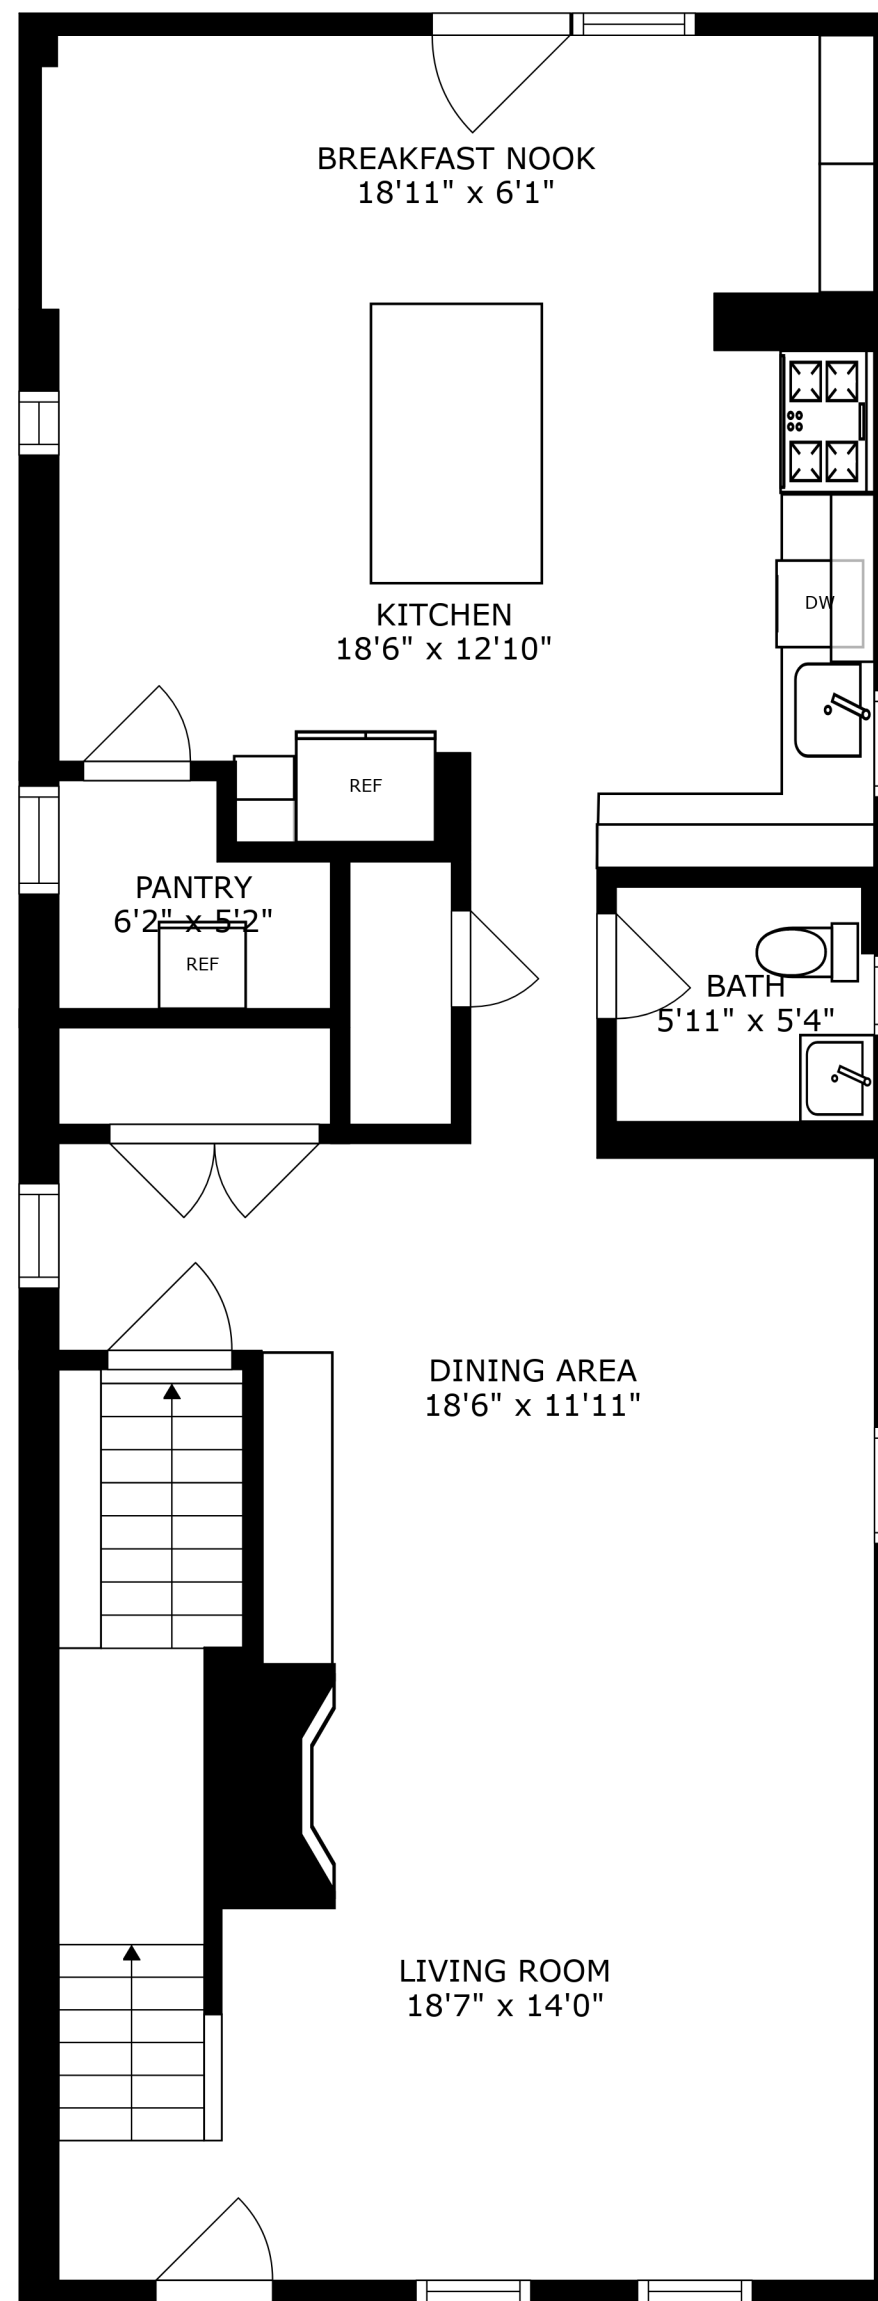 BREAKFAST NOOK
18'11" x 6'1"
KITCHEN
18'6" x 12'10"
DW
REF
PANTRY
6'2" x 5'2"
REF
BATH
5'11" x 5'4"
DINING AREA
18'6" x 11'11"
LIVING ROOM
18'7" x 14'0"